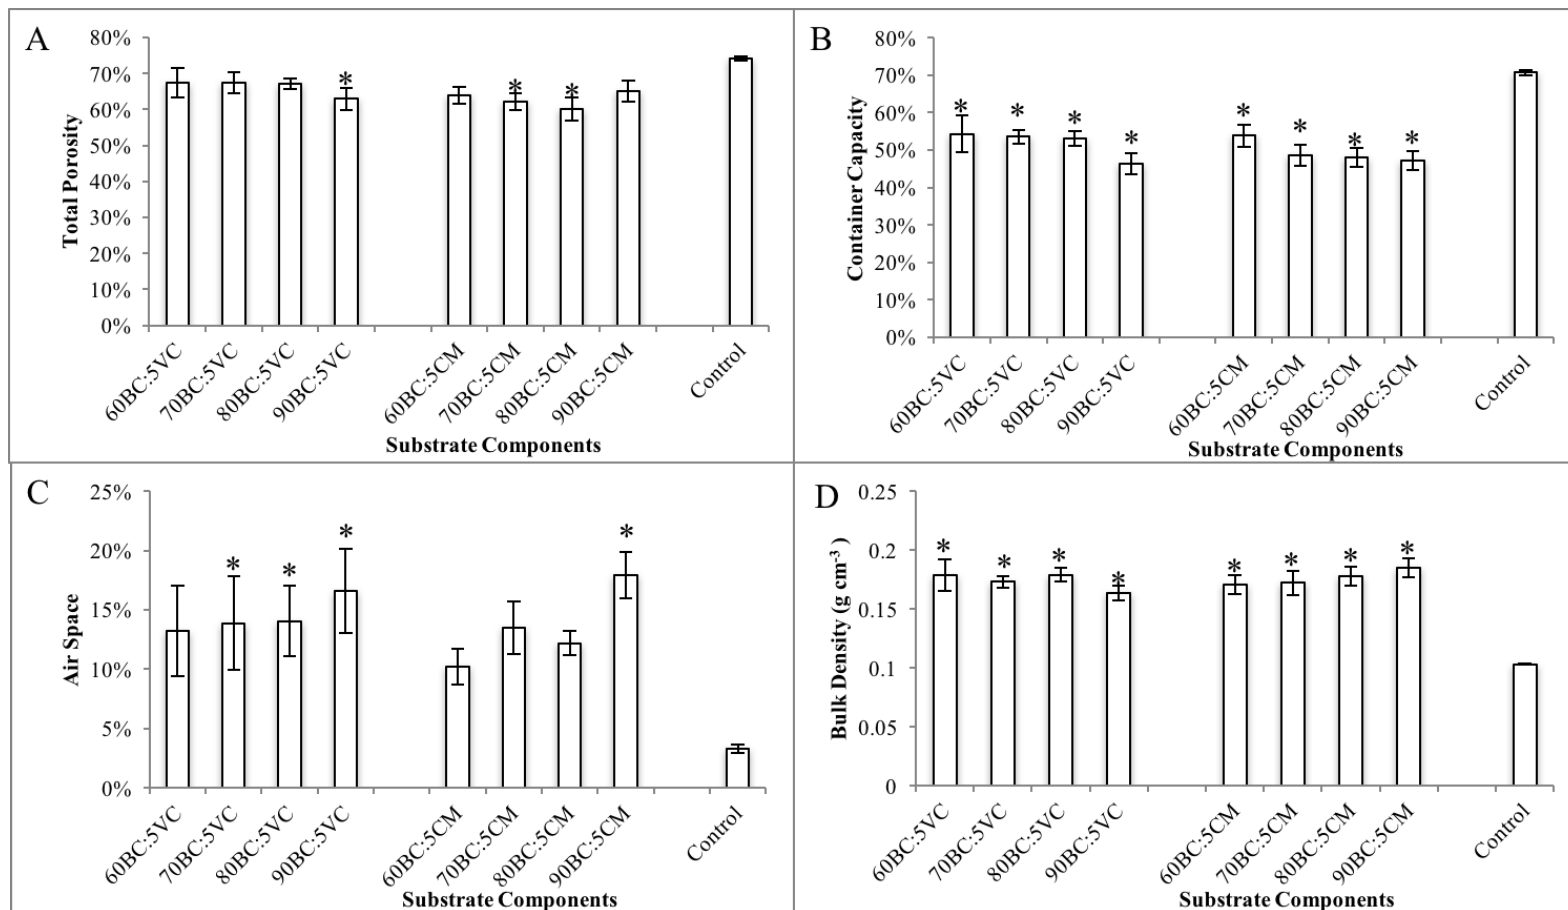 A
80%
70%
60%
50%
40%
30%
20%
10%
0%
Total Porosity
* * *
60BC:5VC
70BC:5VC
80BC:5VC
90BC:5VC
60BC:5CM
70BC:5CM
80BC:5CM
90BC:5CM
Control
Substrate Components
B
80%
70%
60%
50%
40%
30%
20%
10%
0%
Container Capacity
* * * * * * * *
60BC:5VC
70BC:5VC
80BC:5VC
90BC:5VC
60BC:5CM
70BC:5CM
80BC:5CM
90BC:5CM
Control
Substrate Components
C
25%
20%
15%
10%
5%
0%
Air Space
* * * *
60BC:5VC
70BC:5VC
80BC:5VC
90BC:5VC
60BC:5CM
70BC:5CM
80BC:5CM
90BC:5CM
Control
Substrate Components
D
0.25
0.2
0.15
0.1
0.05
0
Bulk Density (g cm⁻³ )
* * * * * * * *
60BC:5VC
70BC:5VC
80BC:5VC
90BC:5VC
60BC:5CM
70BC:5CM
80BC:5CM
90BC:5CM
Control
Substrate Components